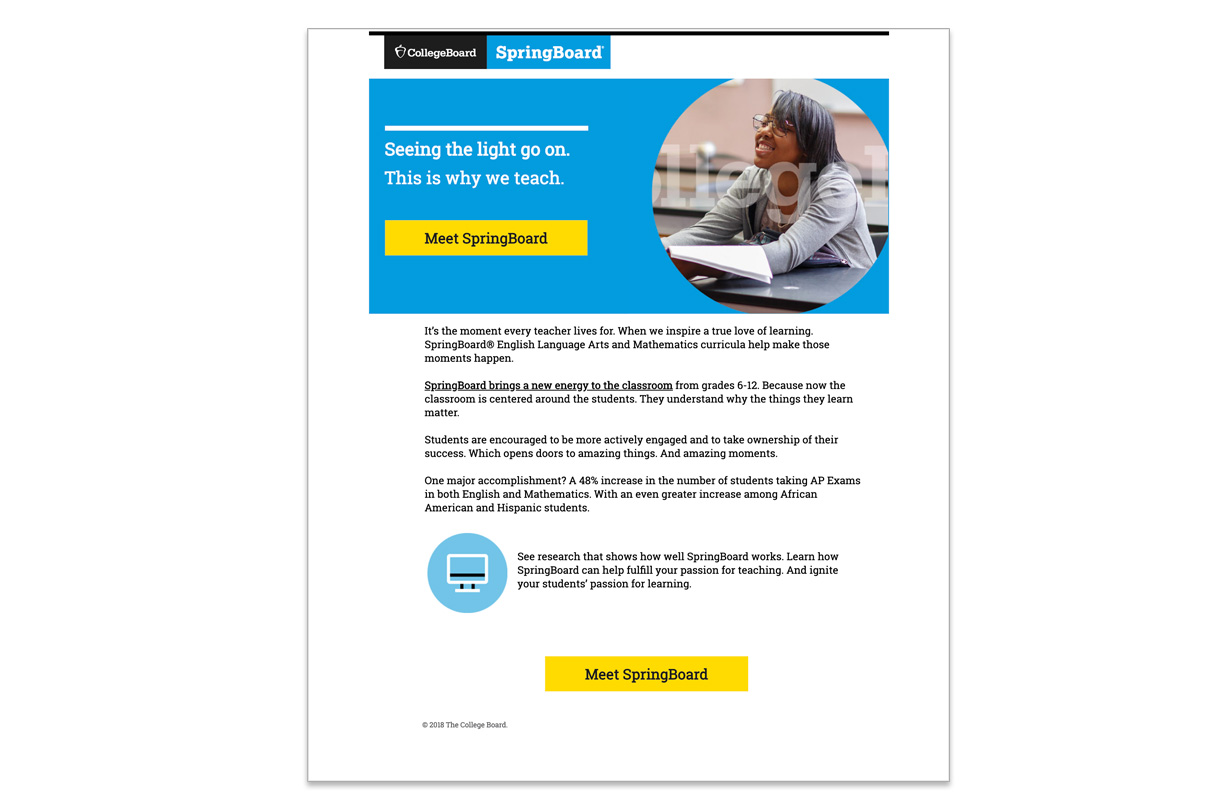 CollegeBoard SpringBoard®
Seeing the light go on.
This is why we teach.
Meet SpringBoard
It’s the moment every teacher lives for. When we inspire a true love of learning.
SpringBoard® English Language Arts and Mathematics curricula help make those
moments happen.
SpringBoard brings a new energy to the classroom from grades 6-12. Because now the
classroom is centered around the students. They understand why the things they learn
matter.
Students are encouraged to be more actively engaged and to take ownership of their
success. Which opens doors to amazing things. And amazing moments.
One major accomplishment? A 48% increase in the number of students taking AP Exams
in both English and Mathematics. With an even greater increase among African
American and Hispanic students.
See research that shows how well SpringBoard works. Learn how
SpringBoard can help fulfill your passion for teaching. And ignite
your students’ passion for learning.
Meet SpringBoard
© 2018 The College Board.